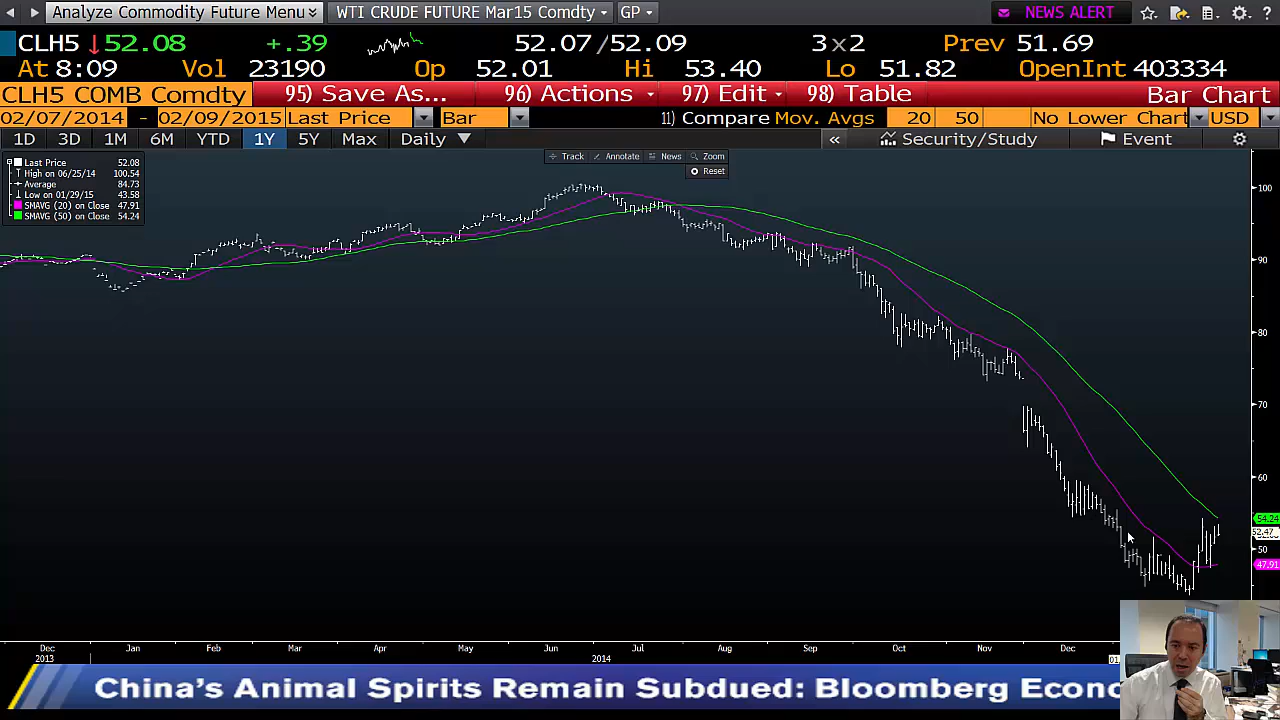 Analyze Commodity Future Menu WTI CRUDE FUTURE Mar15 Comdty GP NEWS ALERT ?
CLH5 ↓52.08 +.39 52.07/52.09 3x2 Prev 51.69
At 8:09 Vol 23190 Op 52.01 Hi 53.40 Lo 51.82 OpenInt 403334
CLH5 COMB Comdty 95) Save As... 96) Actions 97) Edit 98) Table Bar Chart
02/07/2014 - 02/09/2015 Last Price Bar 11) Compare Mov. Avgs 20 50 No Lower Chart USD
1D 3D 1M 6M YTD 1Y 5Y Max Daily « Security/Study Event
Track Annotate News Zoom
Reset
Last Price 52.08
High on 06/25/14 100.54
Average 84.73
Low on 01/29/15 43.58
SMAVG (20) on Close 47.91
SMAVG (50) on Close 54.24
100
90
80
70
60
54.24
52.47
50
47.91
Dec Jan Feb Mar Apr May Jun Jul Aug Sep Oct Nov Dec
2013 2014
China's Animal Spirits Remain Subdued: Bloomberg Econo